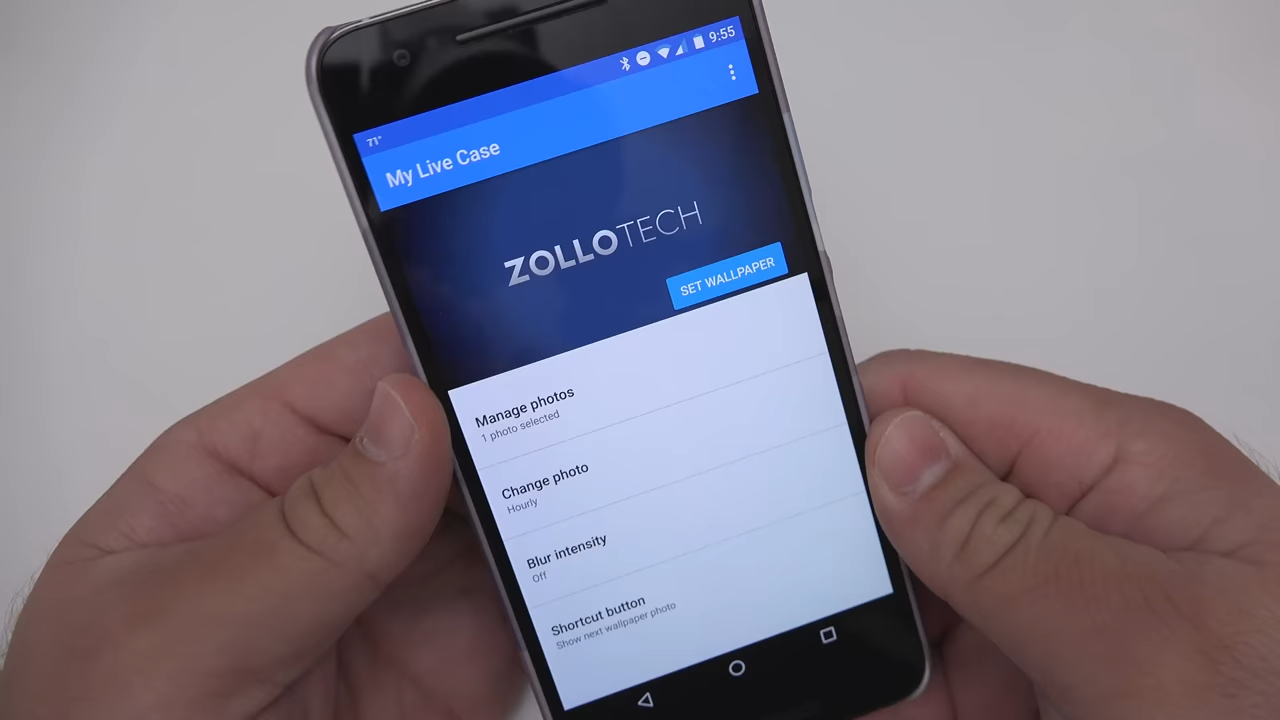 9:55
71°
My Live Case
ZOLLOTECH
SET WALLPAPER
Manage photos
1 photo selected
Change photo
Hourly
Blur intensity
Off
Shortcut button
Show next wallpaper photo